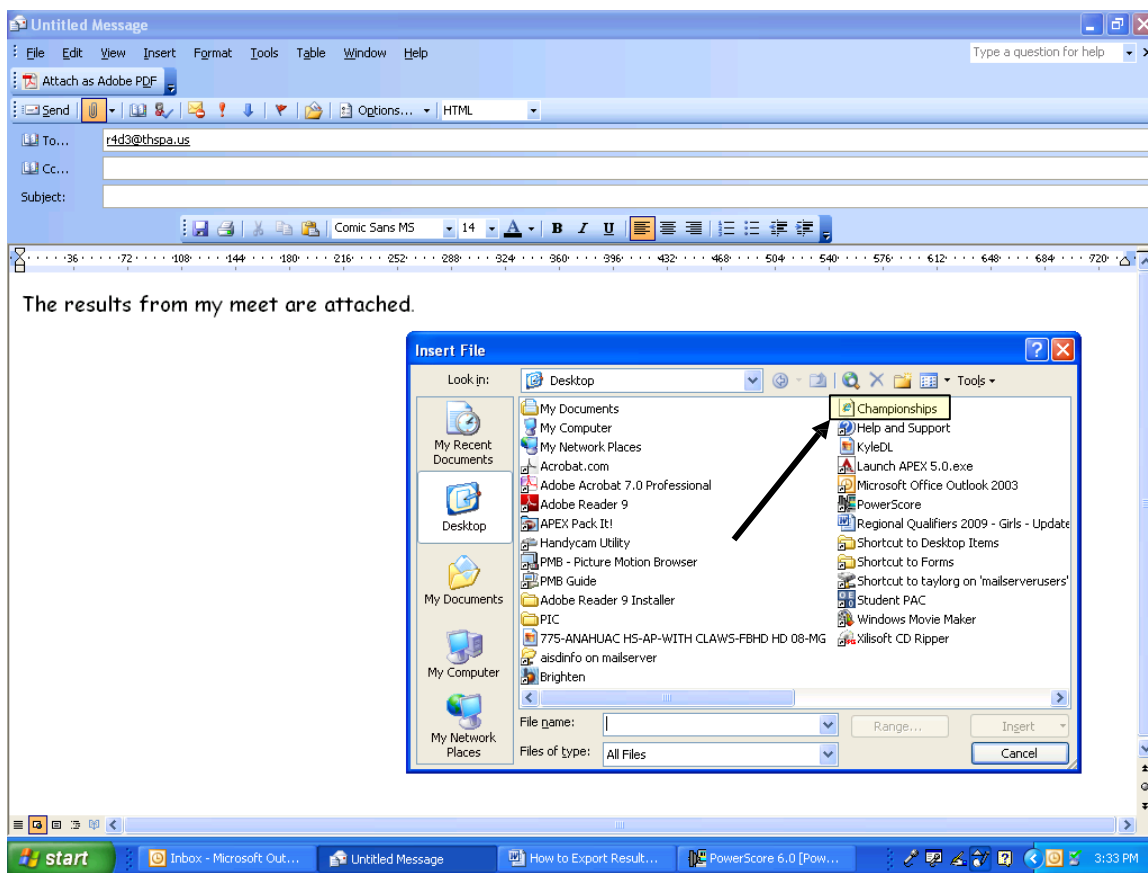 Untitled Message
File Edit View Insert Format Tools Table Window Help Type a question for help
Attach as Adobe PDF
Send Options... HTML
To... r4d3@thspa.us
Cc...
Subject:
Comic Sans MS 14 A B I U
36 72 108 144 180 216 252 288 324 360 396 432 468 504 540 576 612 648 684 720
The results from my meet are attached.
Insert File
Look in: Desktop Tools
My Recent Documents
Desktop
My Documents
My Computer
My Network Places
My Documents
My Computer
My Network Places
Acrobat.com
Adobe Acrobat 7.0 Professional
Adobe Reader 9
APEX Pack It!
Handycam Utility
PMB - Picture Motion Browser
PMB Guide
Adobe Reader 9 Installer
PIC
775-ANAHUAC HS-AP-WITH CLAWS-FBHD HD 08-MG
aisdinfo on mailserver
Brighten
Championships
Help and Support
KyleDL
Launch APEX 5.0.exe
Microsoft Office Outlook 2003
PowerScore
Regional Qualifiers 2009 - Girls - Update
Shortcut to Desktop Items
Shortcut to Forms
Shortcut to taylorg on 'mailserverusers'
Student PAC
Windows Movie Maker
Xilisoft CD Ripper
File name: Range... Insert
Files of type: All Files Cancel
start Inbox - Microsoft Out... Untitled Message How to Export Result... PowerScore 6.0 [Pow... 3:33 PM